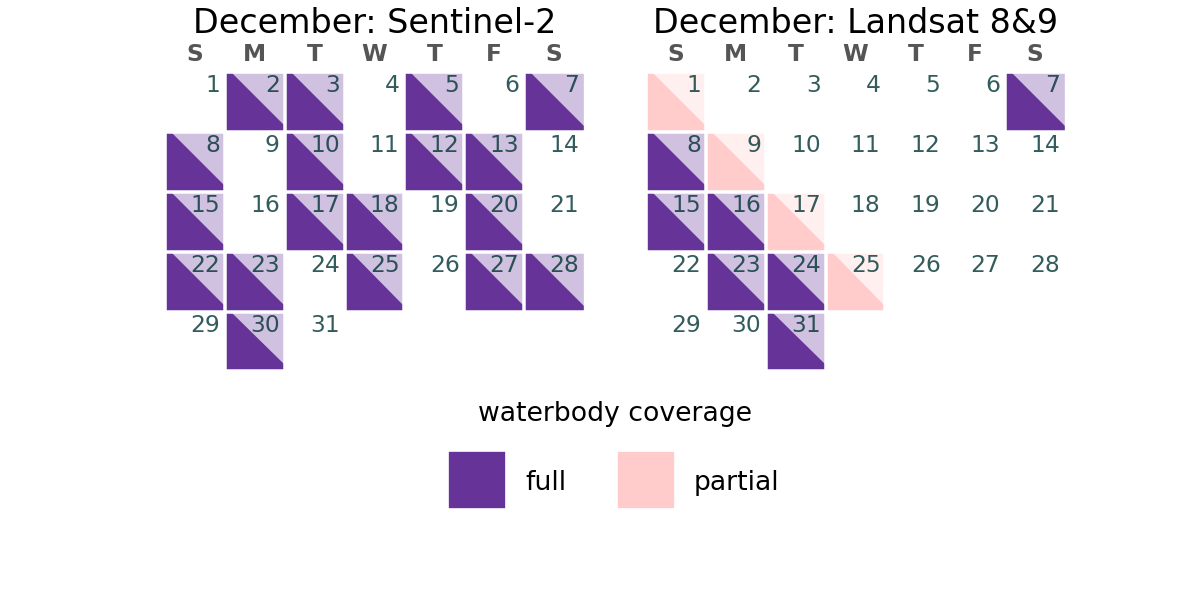 December: Sentinel-2
S M T W T F S
1 2 3 4 5 6 7
8 9 10 11 12 13 14
15 16 17 18 19 20 21
22 23 24 25 26 27 28
29 30 31
December: Landsat 8&9
S M T W T F S
1 2 3 4 5 6 7
8 9 10 11 12 13 14
15 16 17 18 19 20 21
22 23 24 25 26 27 28
29 30 31
waterbody coverage
full partial